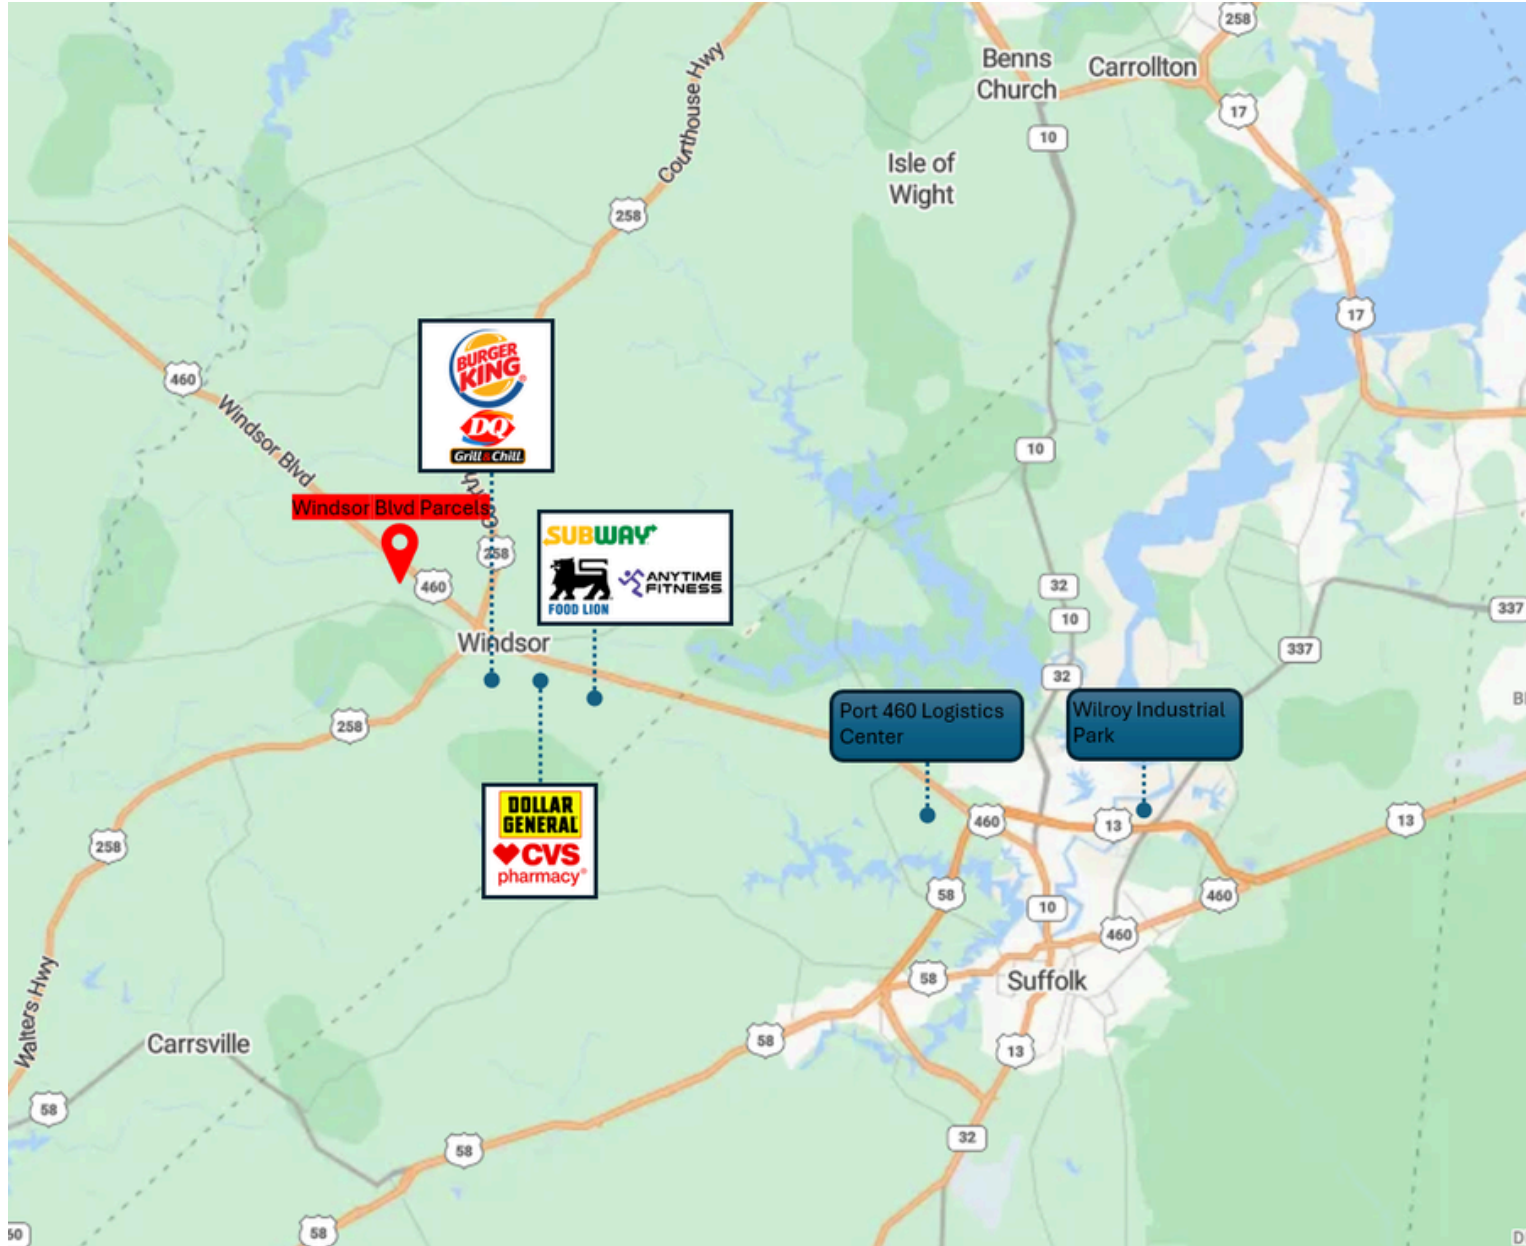 258
Benns
Church
Carrollton
17
10
Courthouse Hwy
Isle of
Wight
258
17
460
Windsor Blvd
BURGER
KING
DQ
Grill & Chill
10
Windsor Blvd Parcels
258
SUBWAY
ANYTIME
FITNESS
FOOD LION
460
32
10
337
337
Windsor
32
258
Port 460 Logistics
Center
Wilroy Industrial
Park
DOLLAR
GENERAL
CVS
pharmacy
460
13
13
258
58
10
460
460
58
Suffolk
Walters Hwy
Carrsville
58
13
58
58
32
58